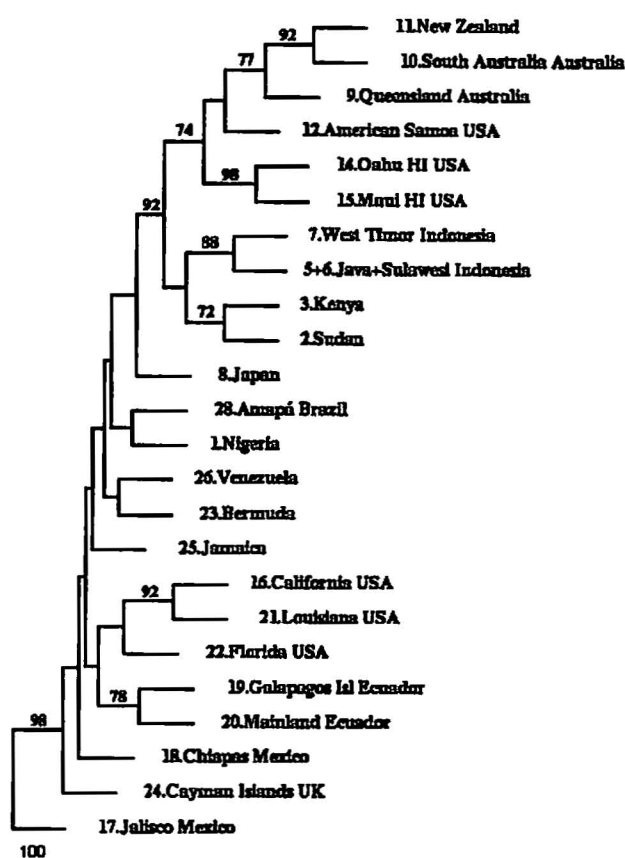 92
11.New Zealand
10.South Australia Australia
77
9.Queensland Australia
12.American Samoa USA
74
14.Oahu HI USA
98
15.Maui HI USA
92
7.West Timor Indonesia
88
5+6.Java+Sulawesi Indonesia
3.Kenya
72
2.Sudan
8.Japan
28.Amapá Brazil
1.Nigeria
26.Venezuela
23.Bermuda
25.Jamaica
16.California USA
92
21.Louisiana USA
22.Florida USA
19.Galapagos Isl Ecuador
78
20.Mainland Ecuador
98
18.Chiapas Mexico
24.Cayman Islands UK
17.Jalisco Mexico
100